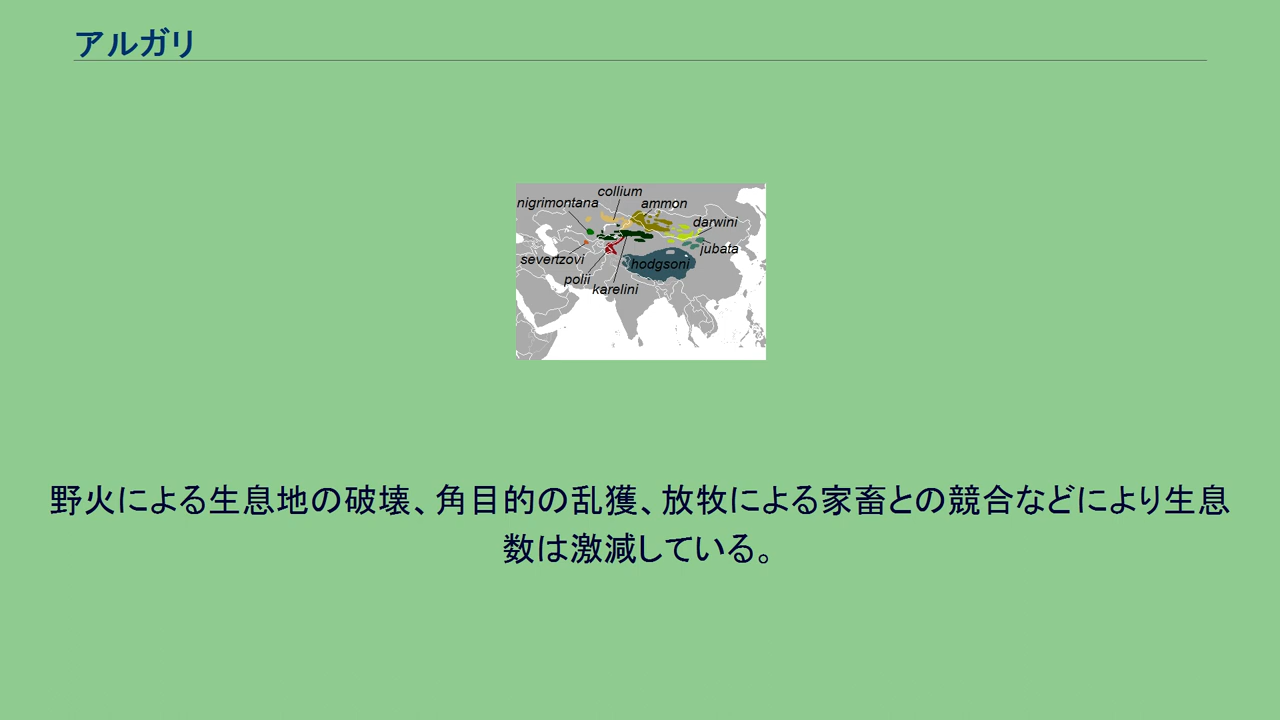 アルガリ
collium
nigrimontana
ammon
darwini
jubata
severtzovi
hodgsoni
polii
karelini
野火による生息地の破壊、角目的の乱獲、放牧による家畜との競合などにより生息
数は激減している。